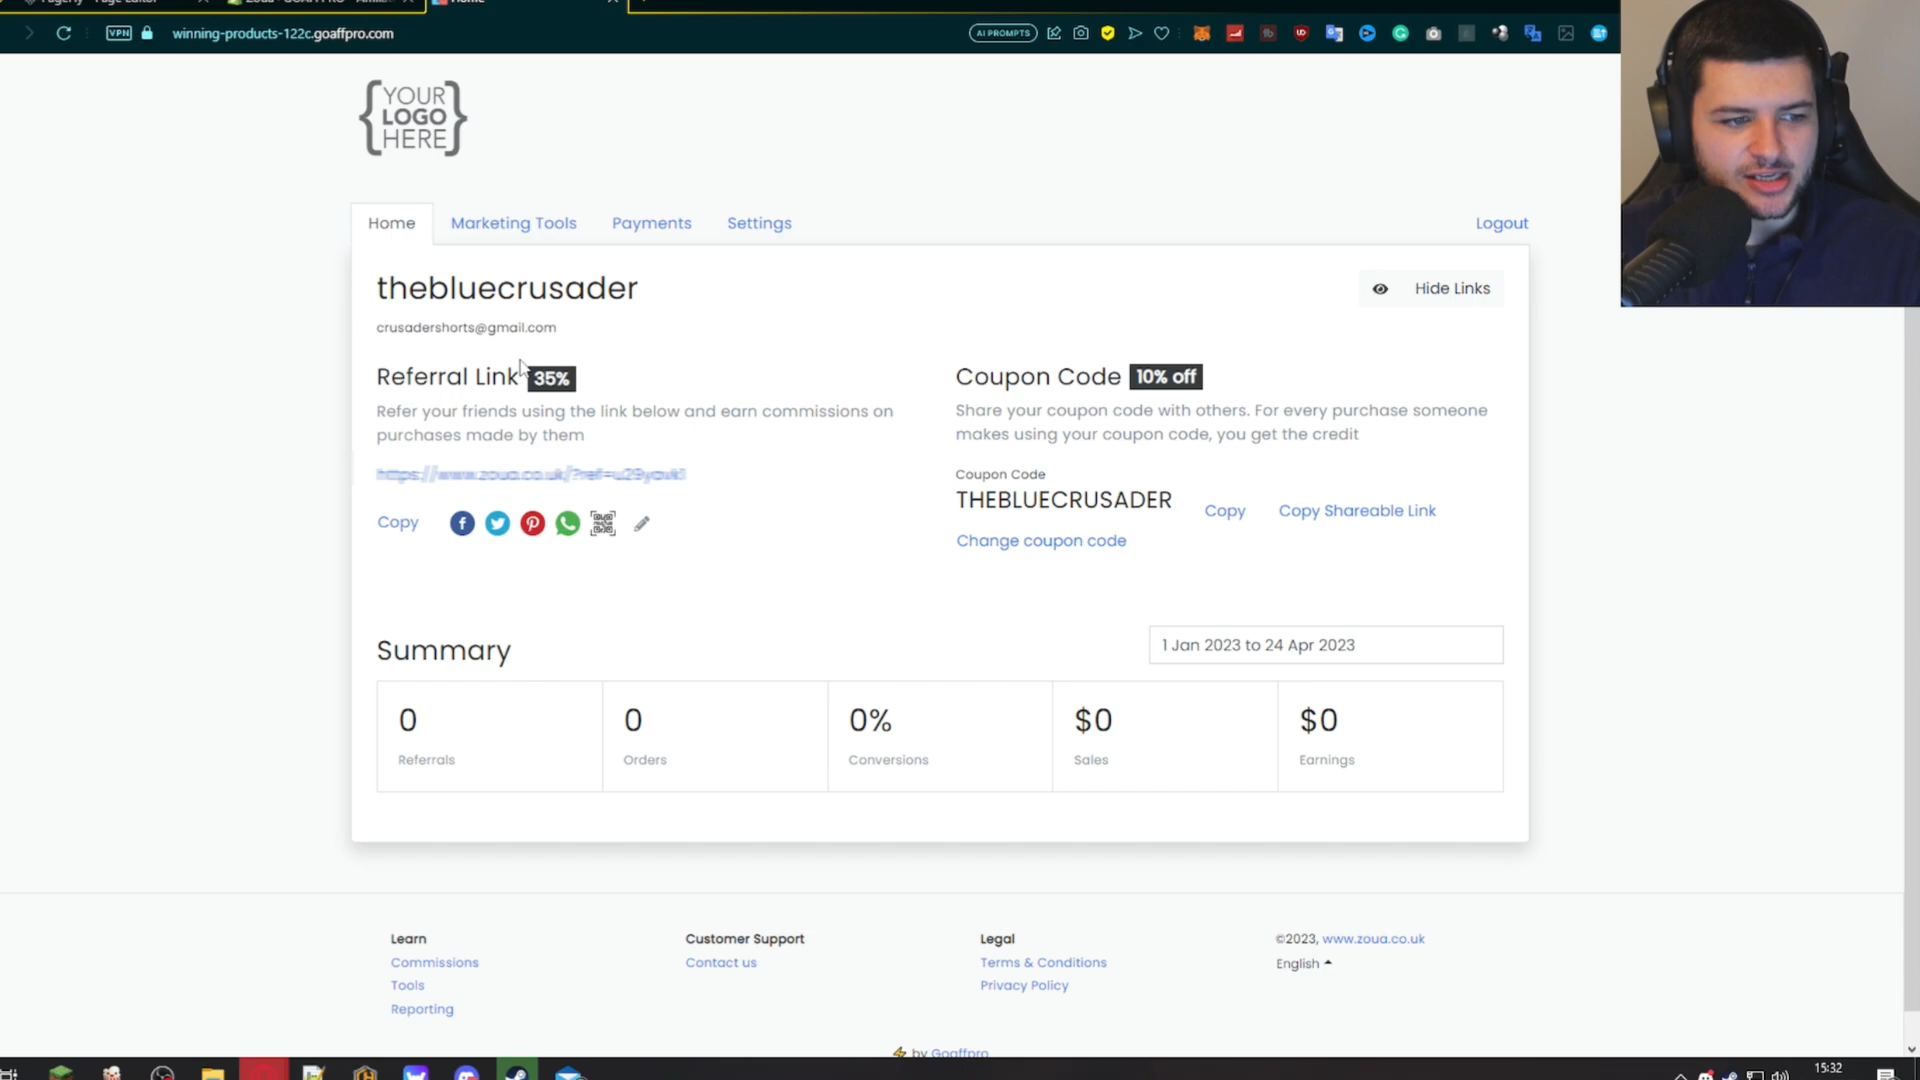 VPN
winning-products-122c.goaffpro.com
AI PROMPTS
YOUR
LOGO
HERE
Home
Marketing Tools
Payments
Settings
Logout
thebluecrusader
Hide Links
crusadershorts@gmail.com
Referral Link 35%
Refer your friends using the link below and earn commissions on
purchases made by them
Copy
Coupon Code 10% off
Share your coupon code with others. For every purchase someone
makes using your coupon code, you get the credit
Coupon Code
THEBLUECRUSADER
Copy
Copy Shareable Link
Change coupon code
Summary
1 Jan 2023 to 24 Apr 2023
0
Referrals
0
Orders
0%
Conversions
$0
Sales
$0
Earnings
Learn
Commissions
Tools
Reporting
Customer Support
Contact us
Legal
Terms & Conditions
Privacy Policy
©2023, www.zoua.co.uk
English
by Goaffpro
15:32